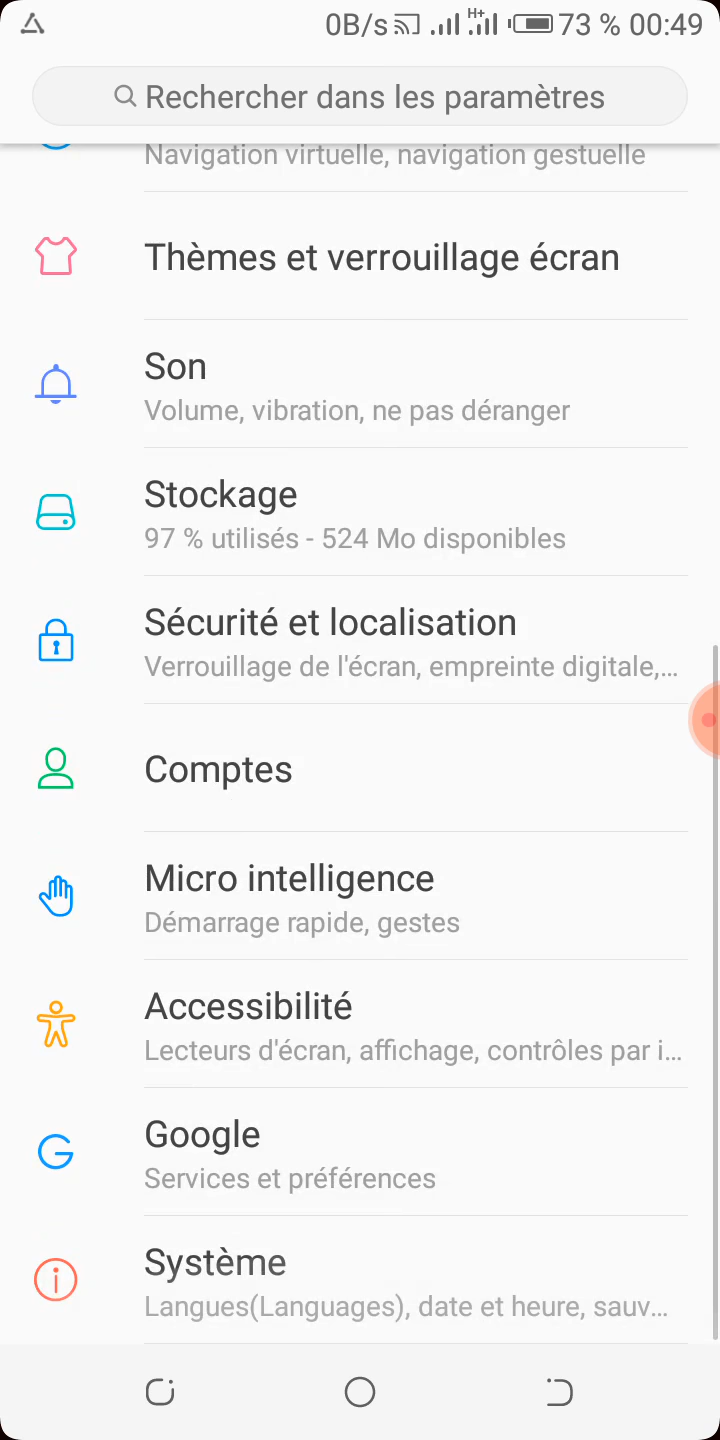 0B/s H+ 73 % 00:49
Rechercher dans les paramètres
Navigation virtuelle, navigation gestuelle
Thèmes et verrouillage écran
Son
Volume, vibration, ne pas déranger
Stockage
97 % utilisés - 524 Mo disponibles
Sécurité et localisation
Verrouillage de l'écran, empreinte digitale,...
Comptes
Micro intelligence
Démarrage rapide, gestes
Accessibilité
Lecteurs d'écran, affichage, contrôles par i...
Google
Services et préférences
Système
Langues(Languages), date et heure, sauv...